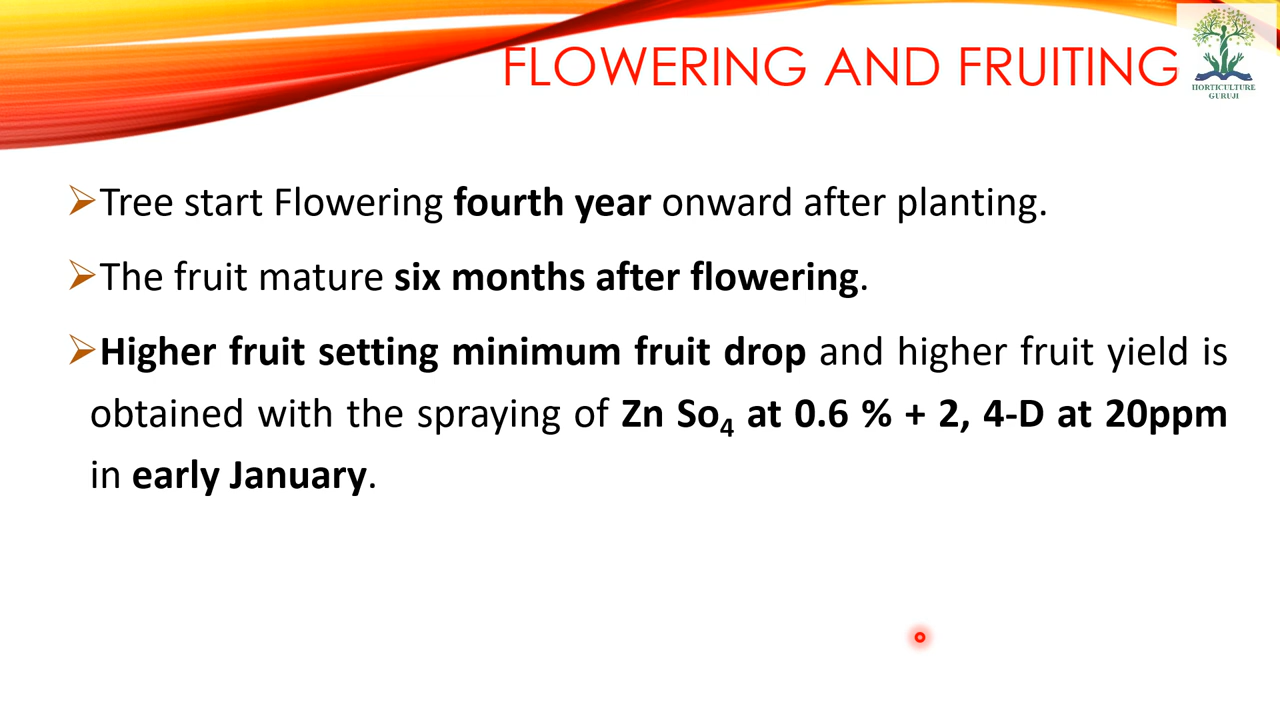 FLOWERING AND FRUITING
HORTICULTURE
GURUJI
➢Tree start Flowering fourth year onward after planting.
➢The fruit mature six months after flowering.
➢Higher fruit setting minimum fruit drop and higher fruit yield is
obtained with the spraying of Zn So₄ at 0.6 % + 2, 4-D at 20ppm
in early January.